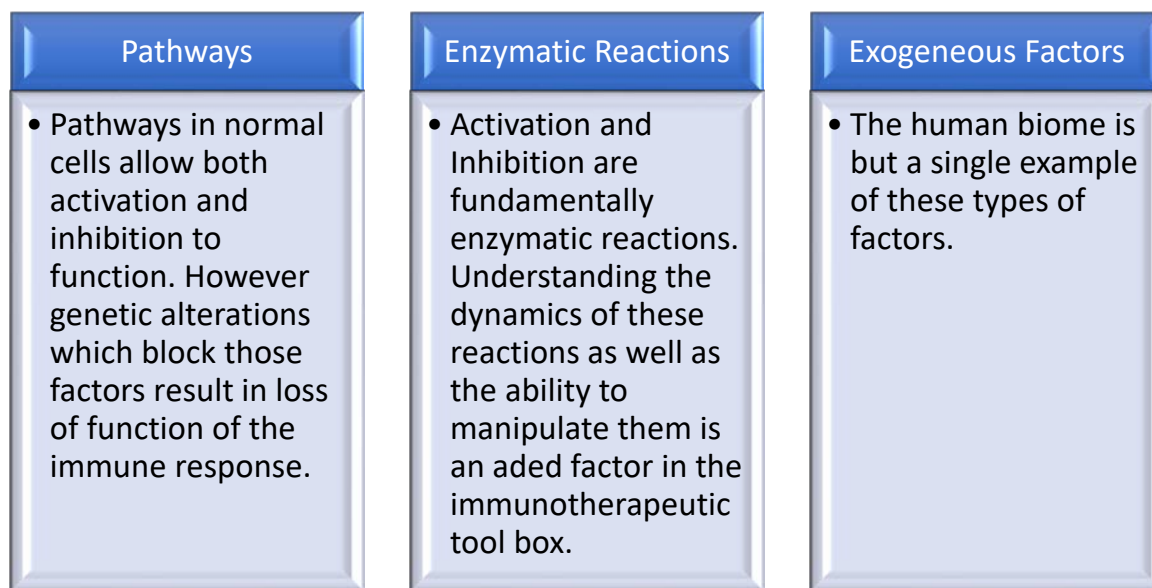 Pathways
• Pathways in normal
cells allow both
activation and
inhibition to
function. However
genetic alterations
which block those
factors result in loss
of function of the
immune response.
Enzymatic Reactions
• Activation and
Inhibition are
fundamentally
enzymatic reactions.
Understanding the
dynamics of these
reactions as well as
the ability to
manipulate them is
an aded factor in the
immunotherapeutic
tool box.
Exogeneous Factors
• The human biome is
but a single example
of these types of
factors.